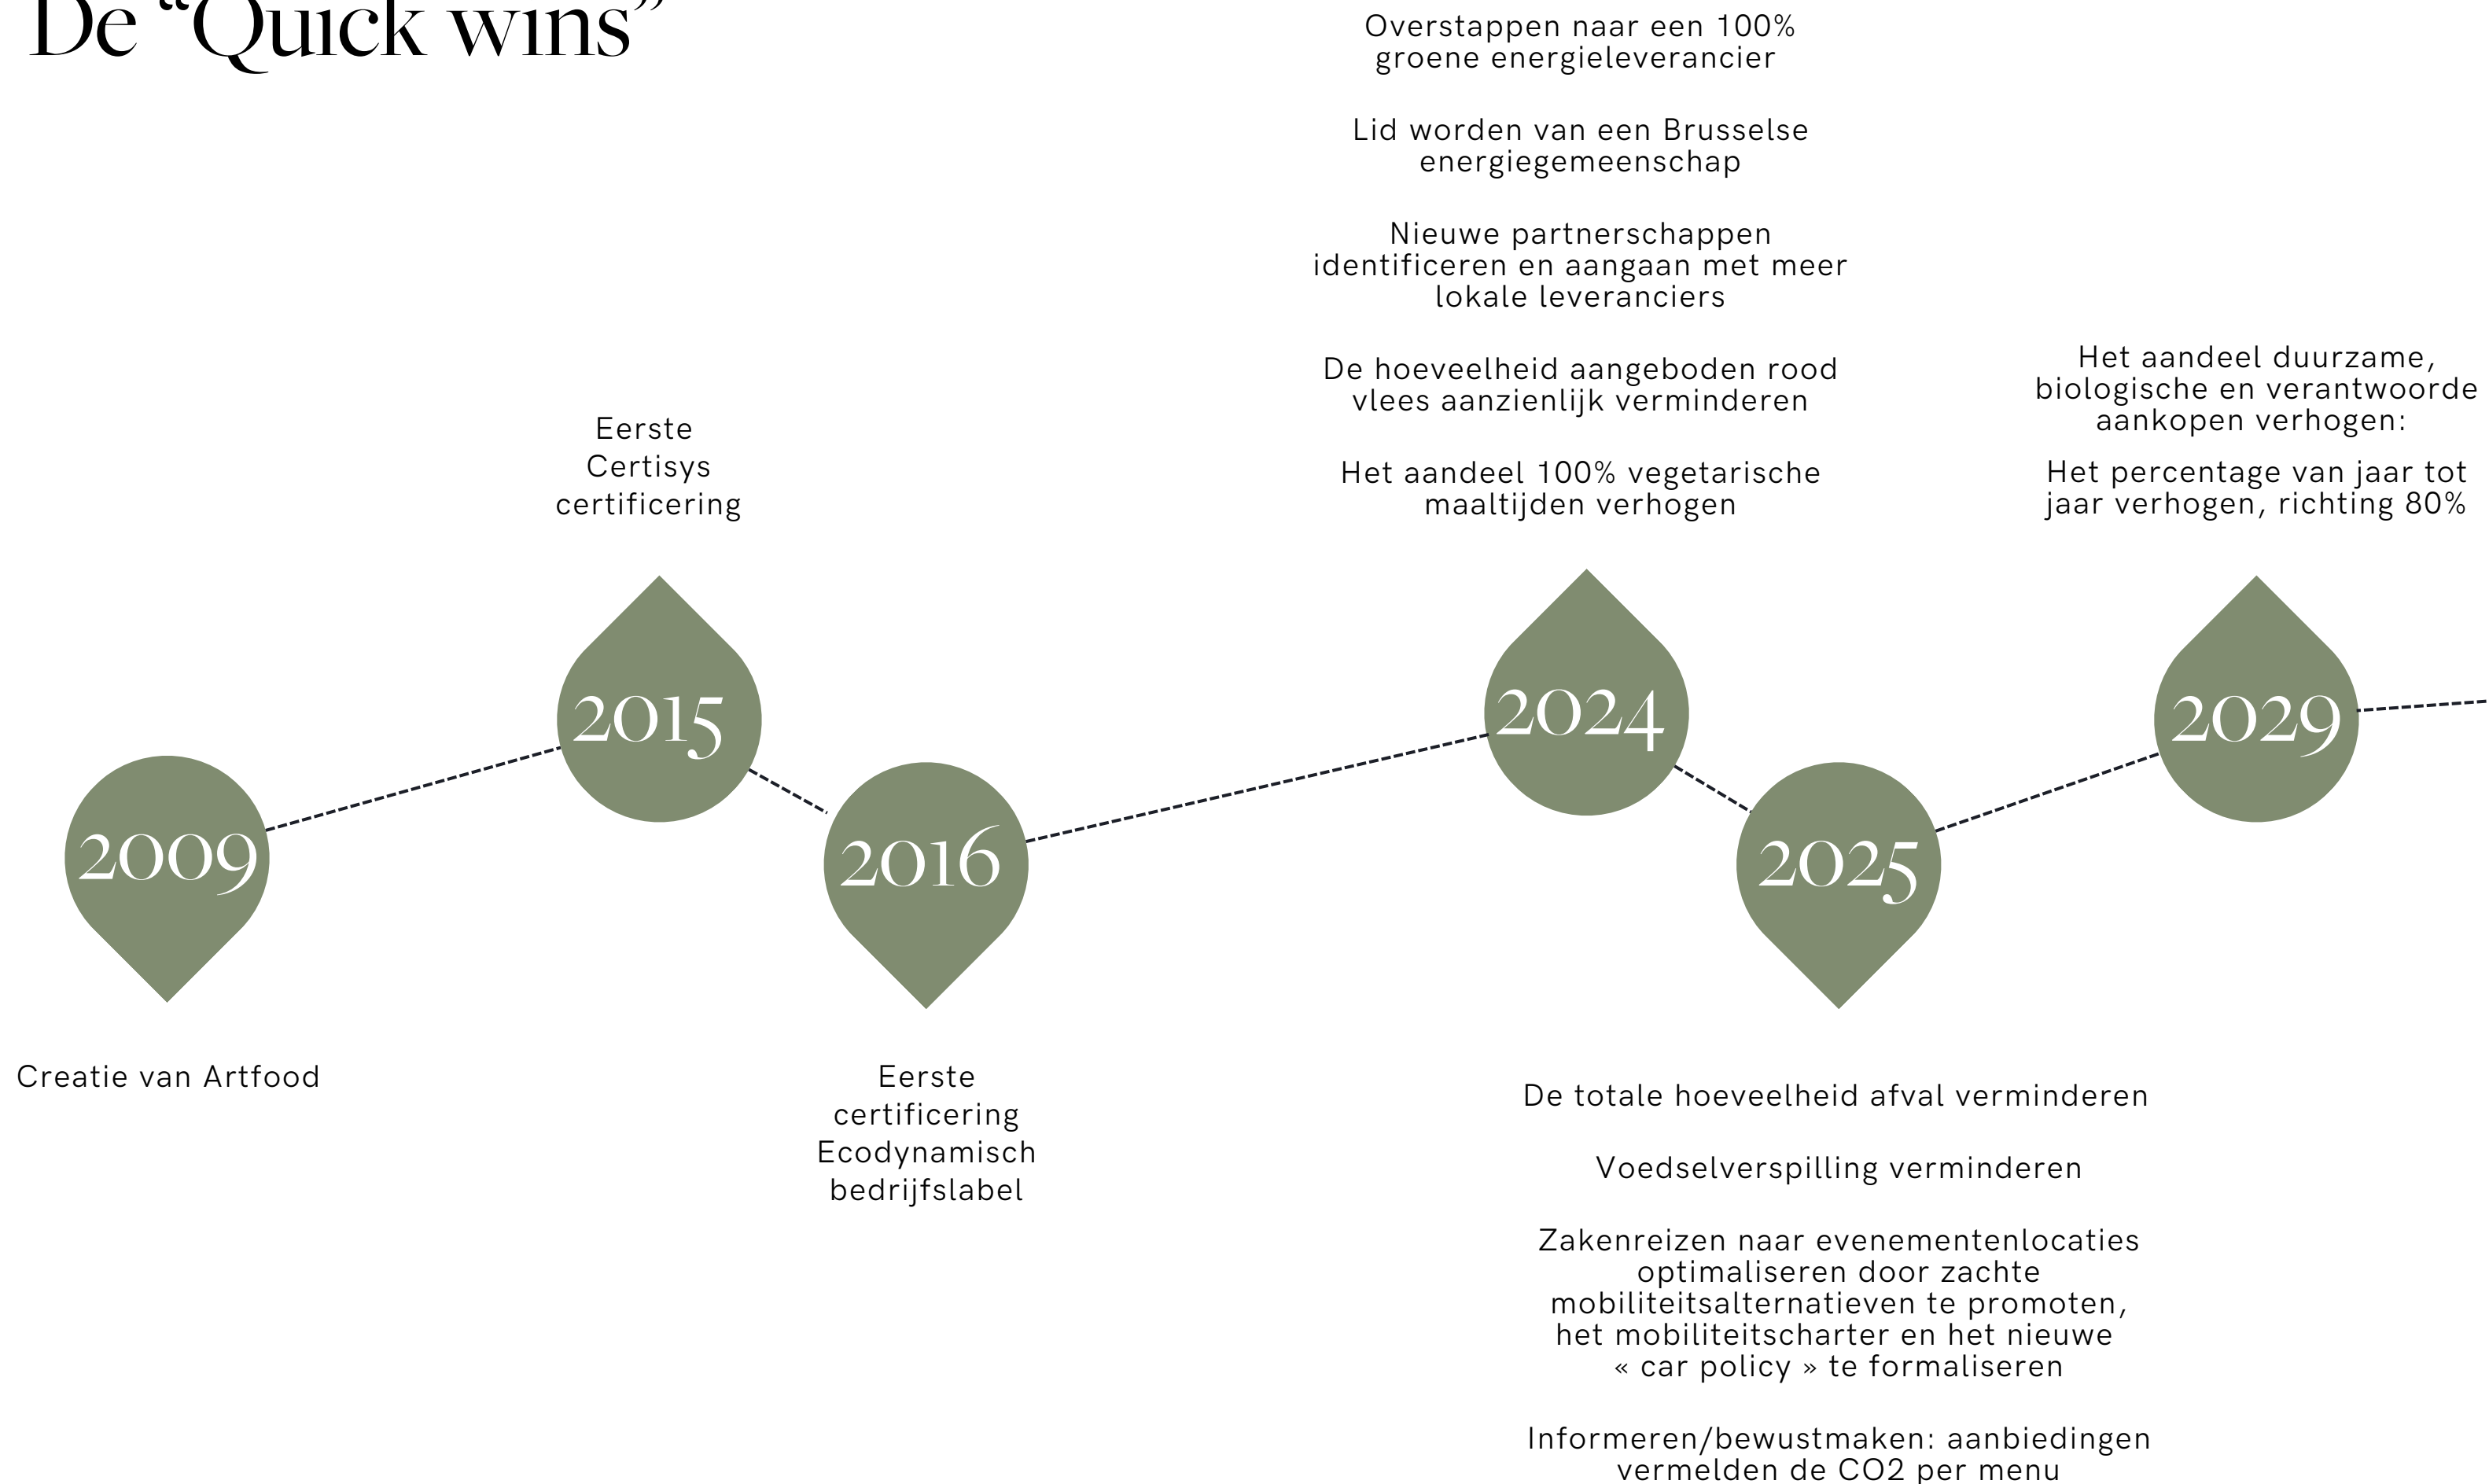 De “Quick wins”
Overstappen naar een 100%
groene energieleverancier
Lid worden van een Brusselse
energiegemeenschap
Nieuwe partnerschappen
identificeren en aangaan met meer
lokale leveranciers
De hoeveelheid aangeboden rood
vlees aanzienlijk verminderen
Het aandeel 100% vegetarische
maaltijden verhogen
Het aandeel duurzame,
biologische en verantwoorde
aankopen verhogen:
Het percentage van jaar tot
jaar verhogen, richting 80%
Eerste
Certisys
certificering
2009
2015
2016
2024
2025
2029
Creatie van Artfood
Eerste
certificering
Ecodynamisch
bedrijfslabel
De totale hoeveelheid afval verminderen
Voedselverspilling verminderen
Zakenreizen naar evenementenlocaties
optimaliseren door zachte
mobiliteitsalternatieven te promoten,
het mobiliteitscharter en het nieuwe
« car policy » te formaliseren
Informeren/bewustmaken: aanbiedingen
vermelden de CO2 per menu